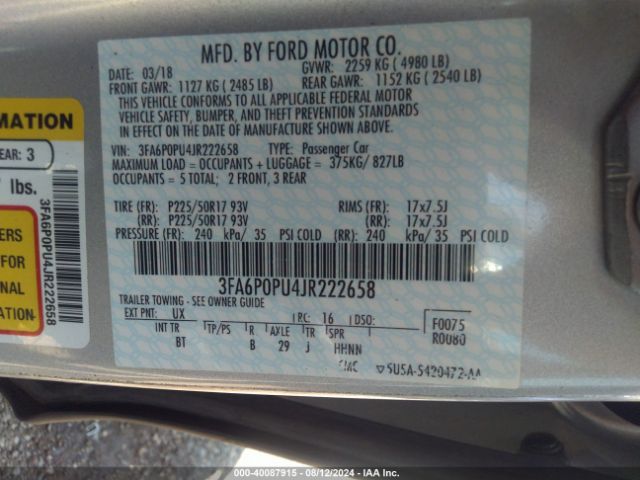 MFD. BY FORD MOTOR CO.
DATE: 03/18 GVWR: 2259 KG ( 4980 LB)
FRONT GAWR: 1127 KG ( 2485 LB) REAR GAWR: 1152 KG ( 2540 LB)
THIS VEHICLE CONFORMS TO ALL APPLICABLE FEDERAL MOTOR
VEHICLE SAFETY, BUMPER, AND THEFT PREVENTION STANDARDS
IN EFFECT ON THE DATE OF MANUFACTURE SHOWN ABOVE.
VIN: 3FA6P0PU4JR222658 TYPE: Passenger Car
MAXIMUM LOAD = OCCUPANTS + LUGGAGE = 375KG/ 827LB
OCCUPANTS = 5 TOTAL; 2 FRONT, 3 REAR
TIRE (FR): P225/50R17 93V RIMS (FR): 17x7.5J
(RR): P225/50R17 93V (RR): 17x7.5J
PRESSURE (FR): 240 kPa/ 35 PSI COLD (RR): 240 kPa/ 35 PSI COLD
3FA6P0PU4JR222658
TRAILER TOWING - SEE OWNER GUIDE
EXT PNT: UX RC: 16 DSO: F0075
R0080
INT TR TP/PS R AXLE TR SPR
BT B 29 J HHNN
5U5A-5420472-AA
MATION
EAR: 3
lbs.
ERS
FOR
NAL
ATION
3FA6P0PU4JR222658
000-40087915 - 08/12/2024 - IAA Inc.